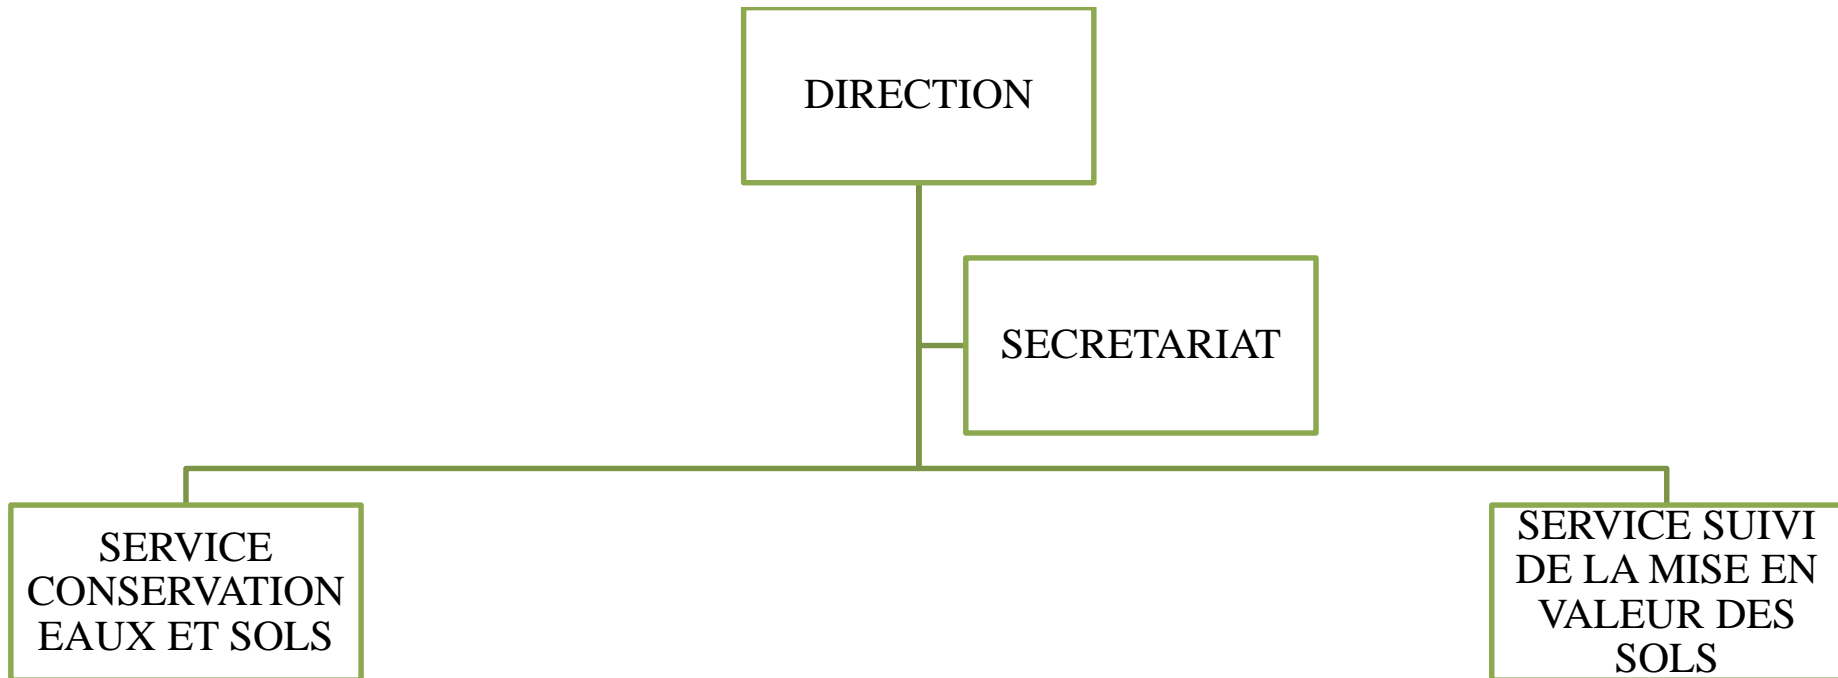 DIRECTION
SECRETARIAT
SERVICE
CONSERVATION
EAUX ET SOLS
SERVICE SUIVI
DE LA MISE EN
VALEUR DES
SOLS